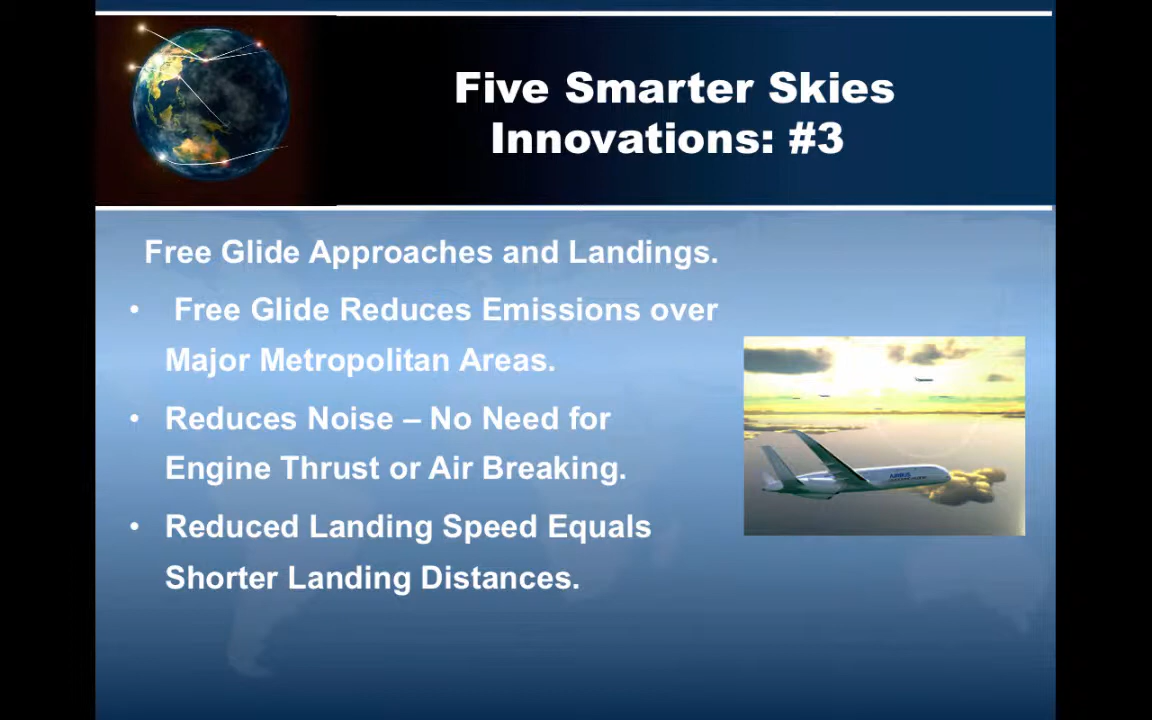 Five Smarter Skies
Innovations: #3
Free Glide Approaches and Landings.
• Free Glide Reduces Emissions over
Major Metropolitan Areas.
• Reduces Noise – No Need for
Engine Thrust or Air Breaking.
• Reduced Landing Speed Equals
Shorter Landing Distances.
AIRBUS